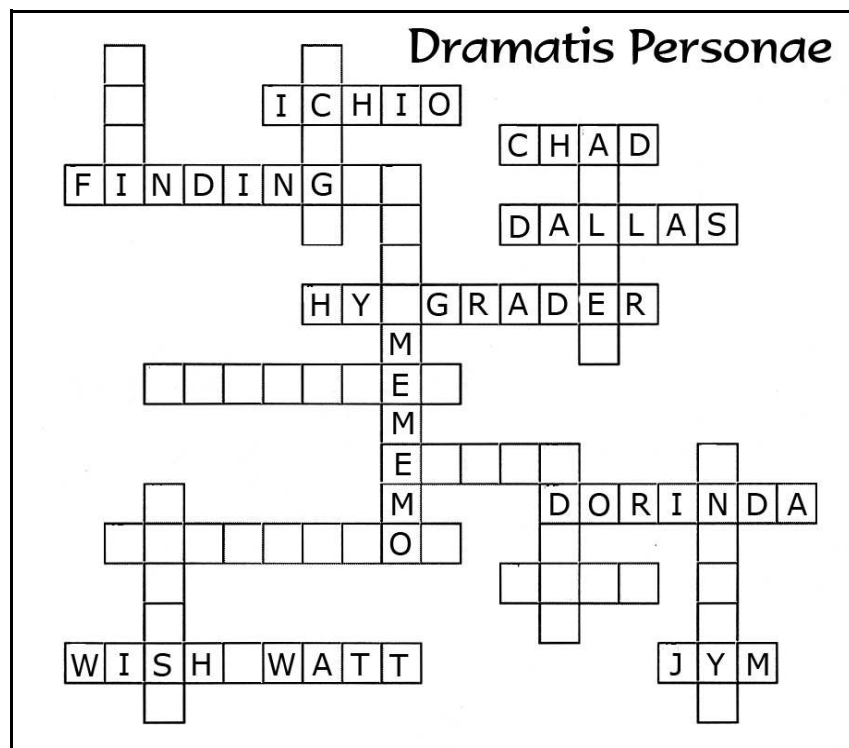 Dramatis Personae
ICHIO
CHAD
FINDING
DALLAS
HY GRADER
MEMEMO
DORINDA
WISH WATT
JYM